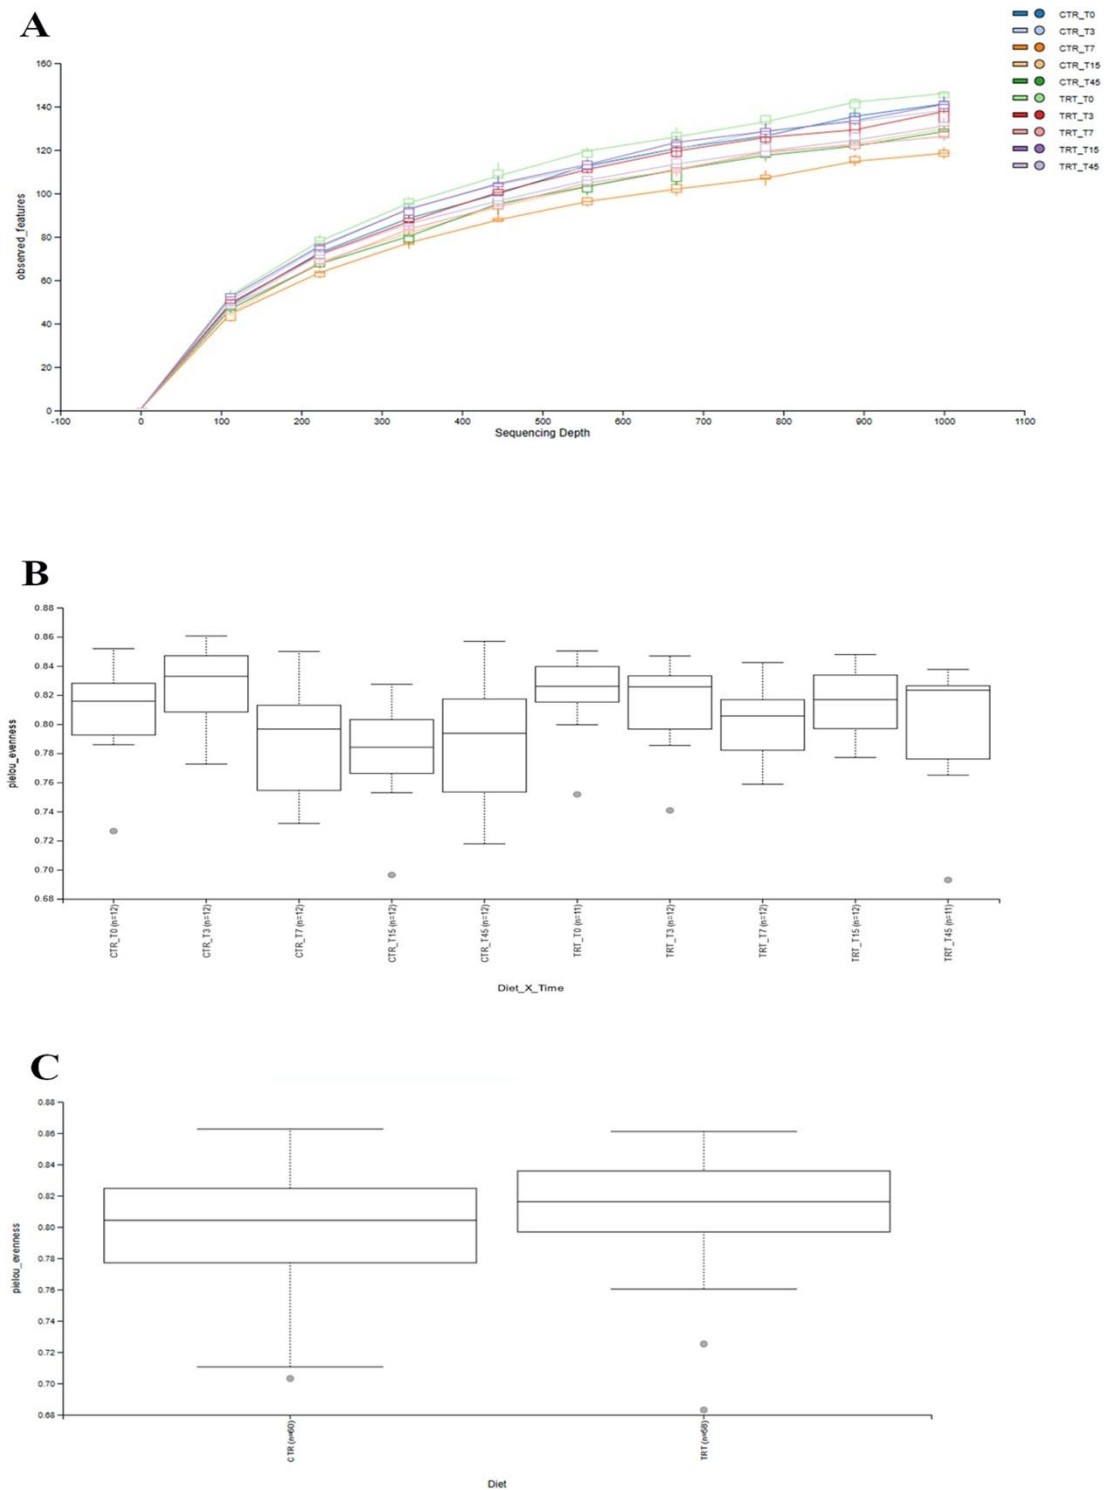 A
CTR_T0
CTR_T3
CTR_T7
CTR_T15
CTR_T45
TRT_T0
TRT_T3
TRT_T7
TRT_T15
TRT_T45
160
140
120
100
80
60
40
20
0
observed_features
-100 0 100 200 300 400 500 600 700 800 900 1000 1100
Sequencing Depth
B
0.88
0.86
0.84
0.82
0.80
0.78
0.76
0.74
0.72
0.70
0.68
pielou_evenness
CTR_T0 (n=12)
CTR_T3 (n=12)
CTR_T7 (n=12)
CTR_T15 (n=12)
CTR_T45 (n=12)
TRT_T0 (n=11)
TRT_T3 (n=12)
TRT_T7 (n=12)
TRT_T15 (n=12)
TRT_T45 (n=11)
Diet_X_Time
C
0.88
0.86
0.84
0.82
0.80
0.78
0.76
0.74
0.72
0.70
0.68
pielou_evenness
CTR (n=60)
TRT (n=58)
Diet